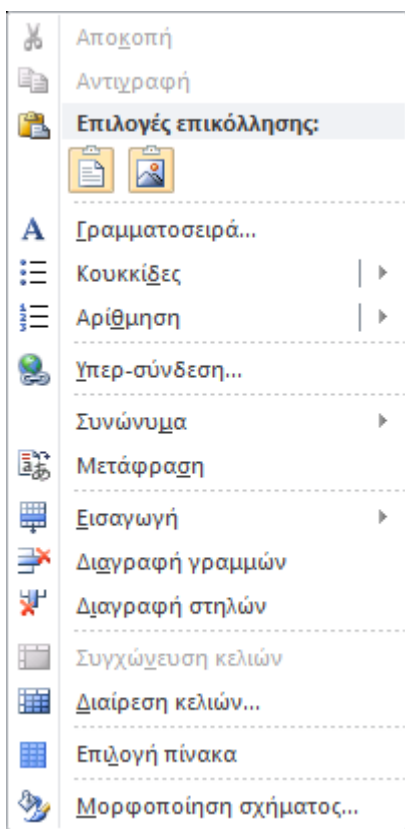 Αποκοπή
Αντιγραφή
Επιλογές επικόλλησης:
Γραμματοσειρά...
Κουκκίδες
Αρίθμηση
Υπερ-σύνδεση...
Συνώνυμα
Μετάφραση
Εισαγωγή
Διαγραφή γραμμών
Διαγραφή στηλών
Συγχώνευση κελιών
Διαίρεση κελιών...
Επιλογή πίνακα
Μορφοποίηση σχήματος...